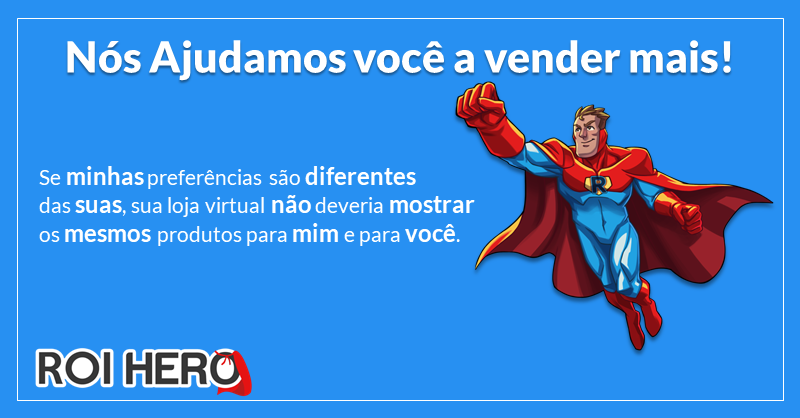 Nós Ajudamos você a vender mais!
Se minhas preferências são diferentes
das suas, sua loja virtual não deveria mostrar
os mesmos produtos para mim e para você.
R
ROI HERO